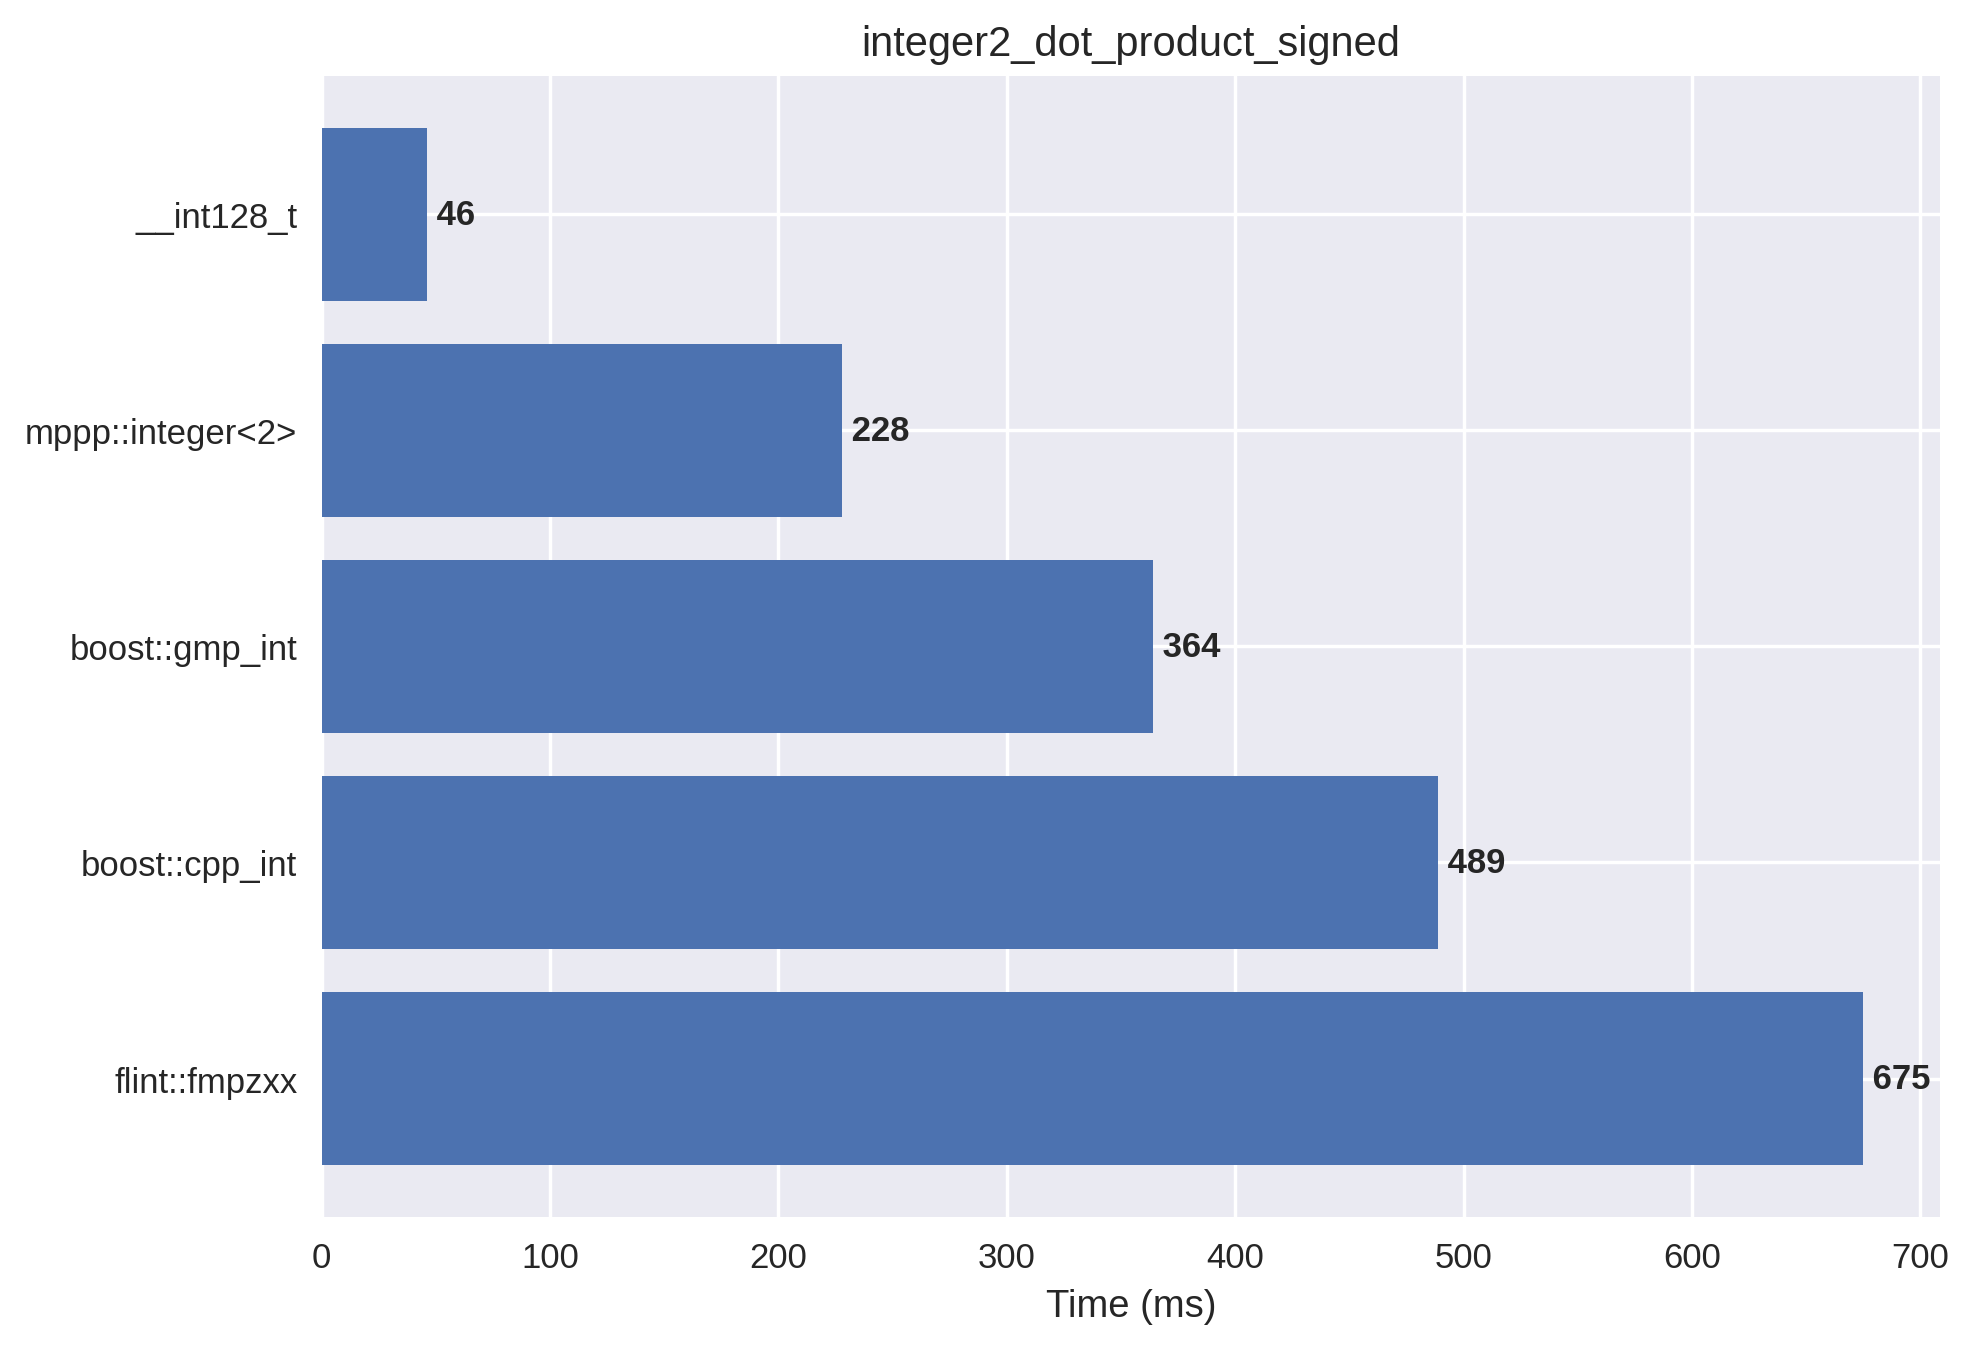 integer2_dot_product_signed
__int128_t
46
mppp::integer<2>
228
boost::gmp_int
364
boost::cpp_int
489
flint::fmpzxx
675
0 100 200 300 400 500 600 700
Time (ms)